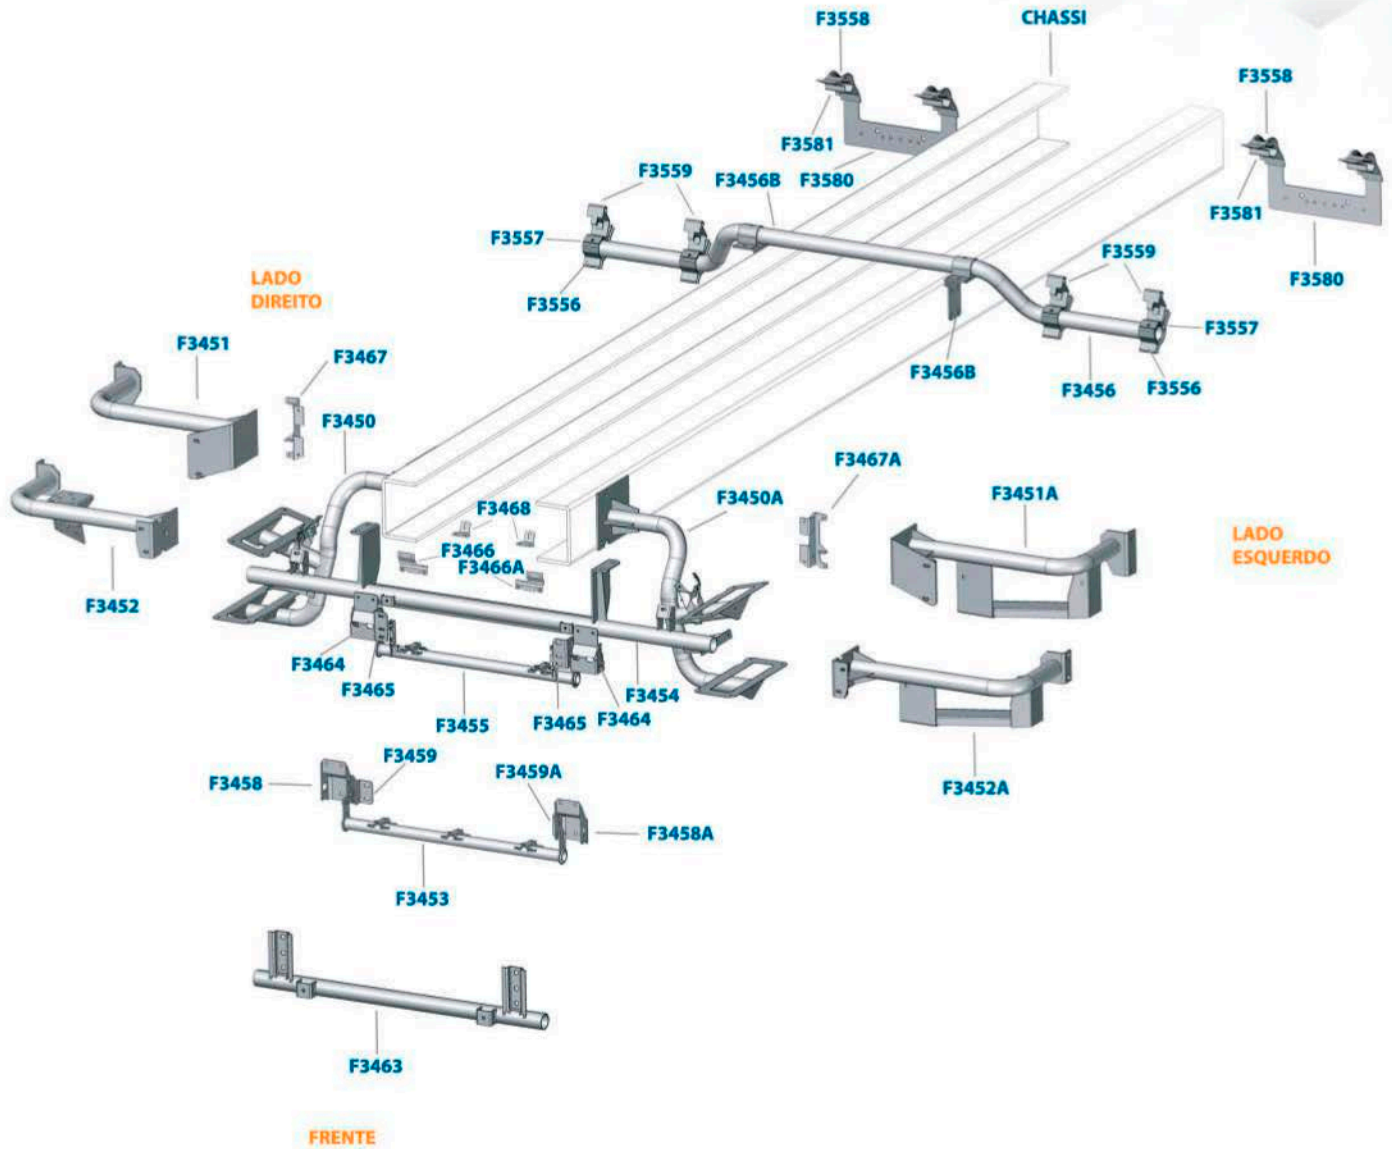 F3558
CHASSI
F3558
F3581
F3559
F3456B
F3580
F3581
F3557
F3559
F3580
LADO
DIREITO
F3556
F3557
F3451
F3467
F3456B
F3456
F3556
F3450
F3467A
F3451A
F3468
F3450A
LADO
ESQUERDO
F3466
F3466A
F3452
F3464
F3465
F3454
F3455
F3465
F3464
F3459
F3458
F3459A
F3452A
F3458A
F3453
F3463
FRENTE